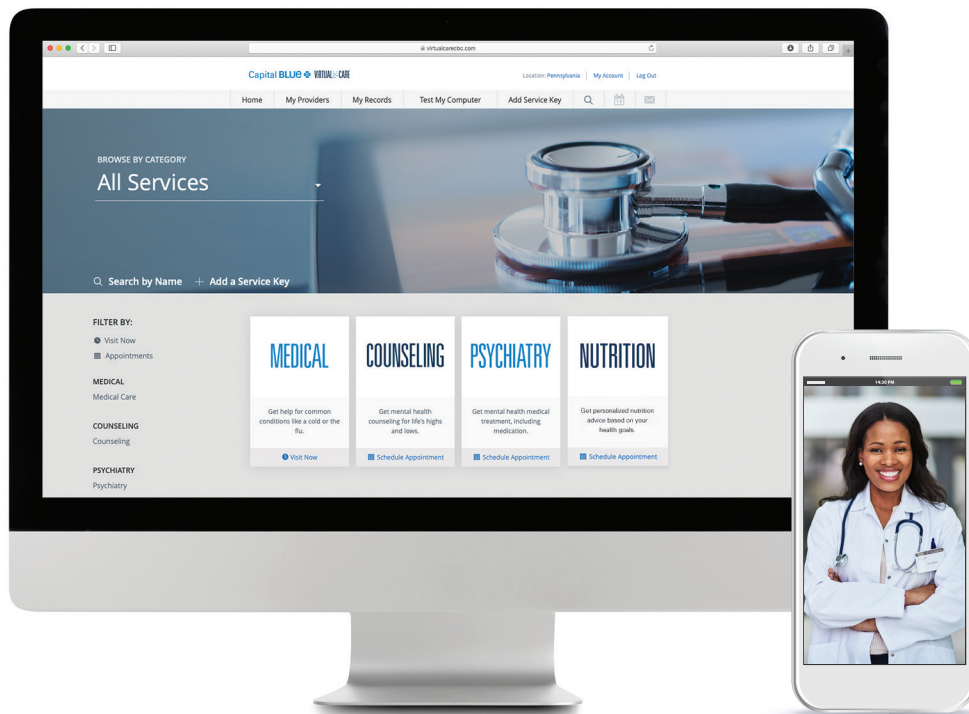 virtualcarecbc.com
Capital BLUE VIRTUAL CARE
Location: Pennsylvania | My Account | Log Out
Home My Providers My Records Test My Computer Add Service Key
BROWSE BY CATEGORY
All Services
Search by Name + Add a Service Key
FILTER BY:
Visit Now
Appointments
MEDICAL
Medical Care
COUNSELING
Counseling
PSYCHIATRY
Psychiatry
MEDICAL
Get help for common
conditions like a cold or the
flu.
Visit Now
COUNSELING
Get mental health
counseling for life's highs
and lows.
Schedule Appointment
PSYCHIATRY
Get mental health medical
treatment, including
medication.
Schedule Appointment
NUTRITION
Get personalized nutrition
advice based on your
health goals.
Schedule Appointment
14:20 PM